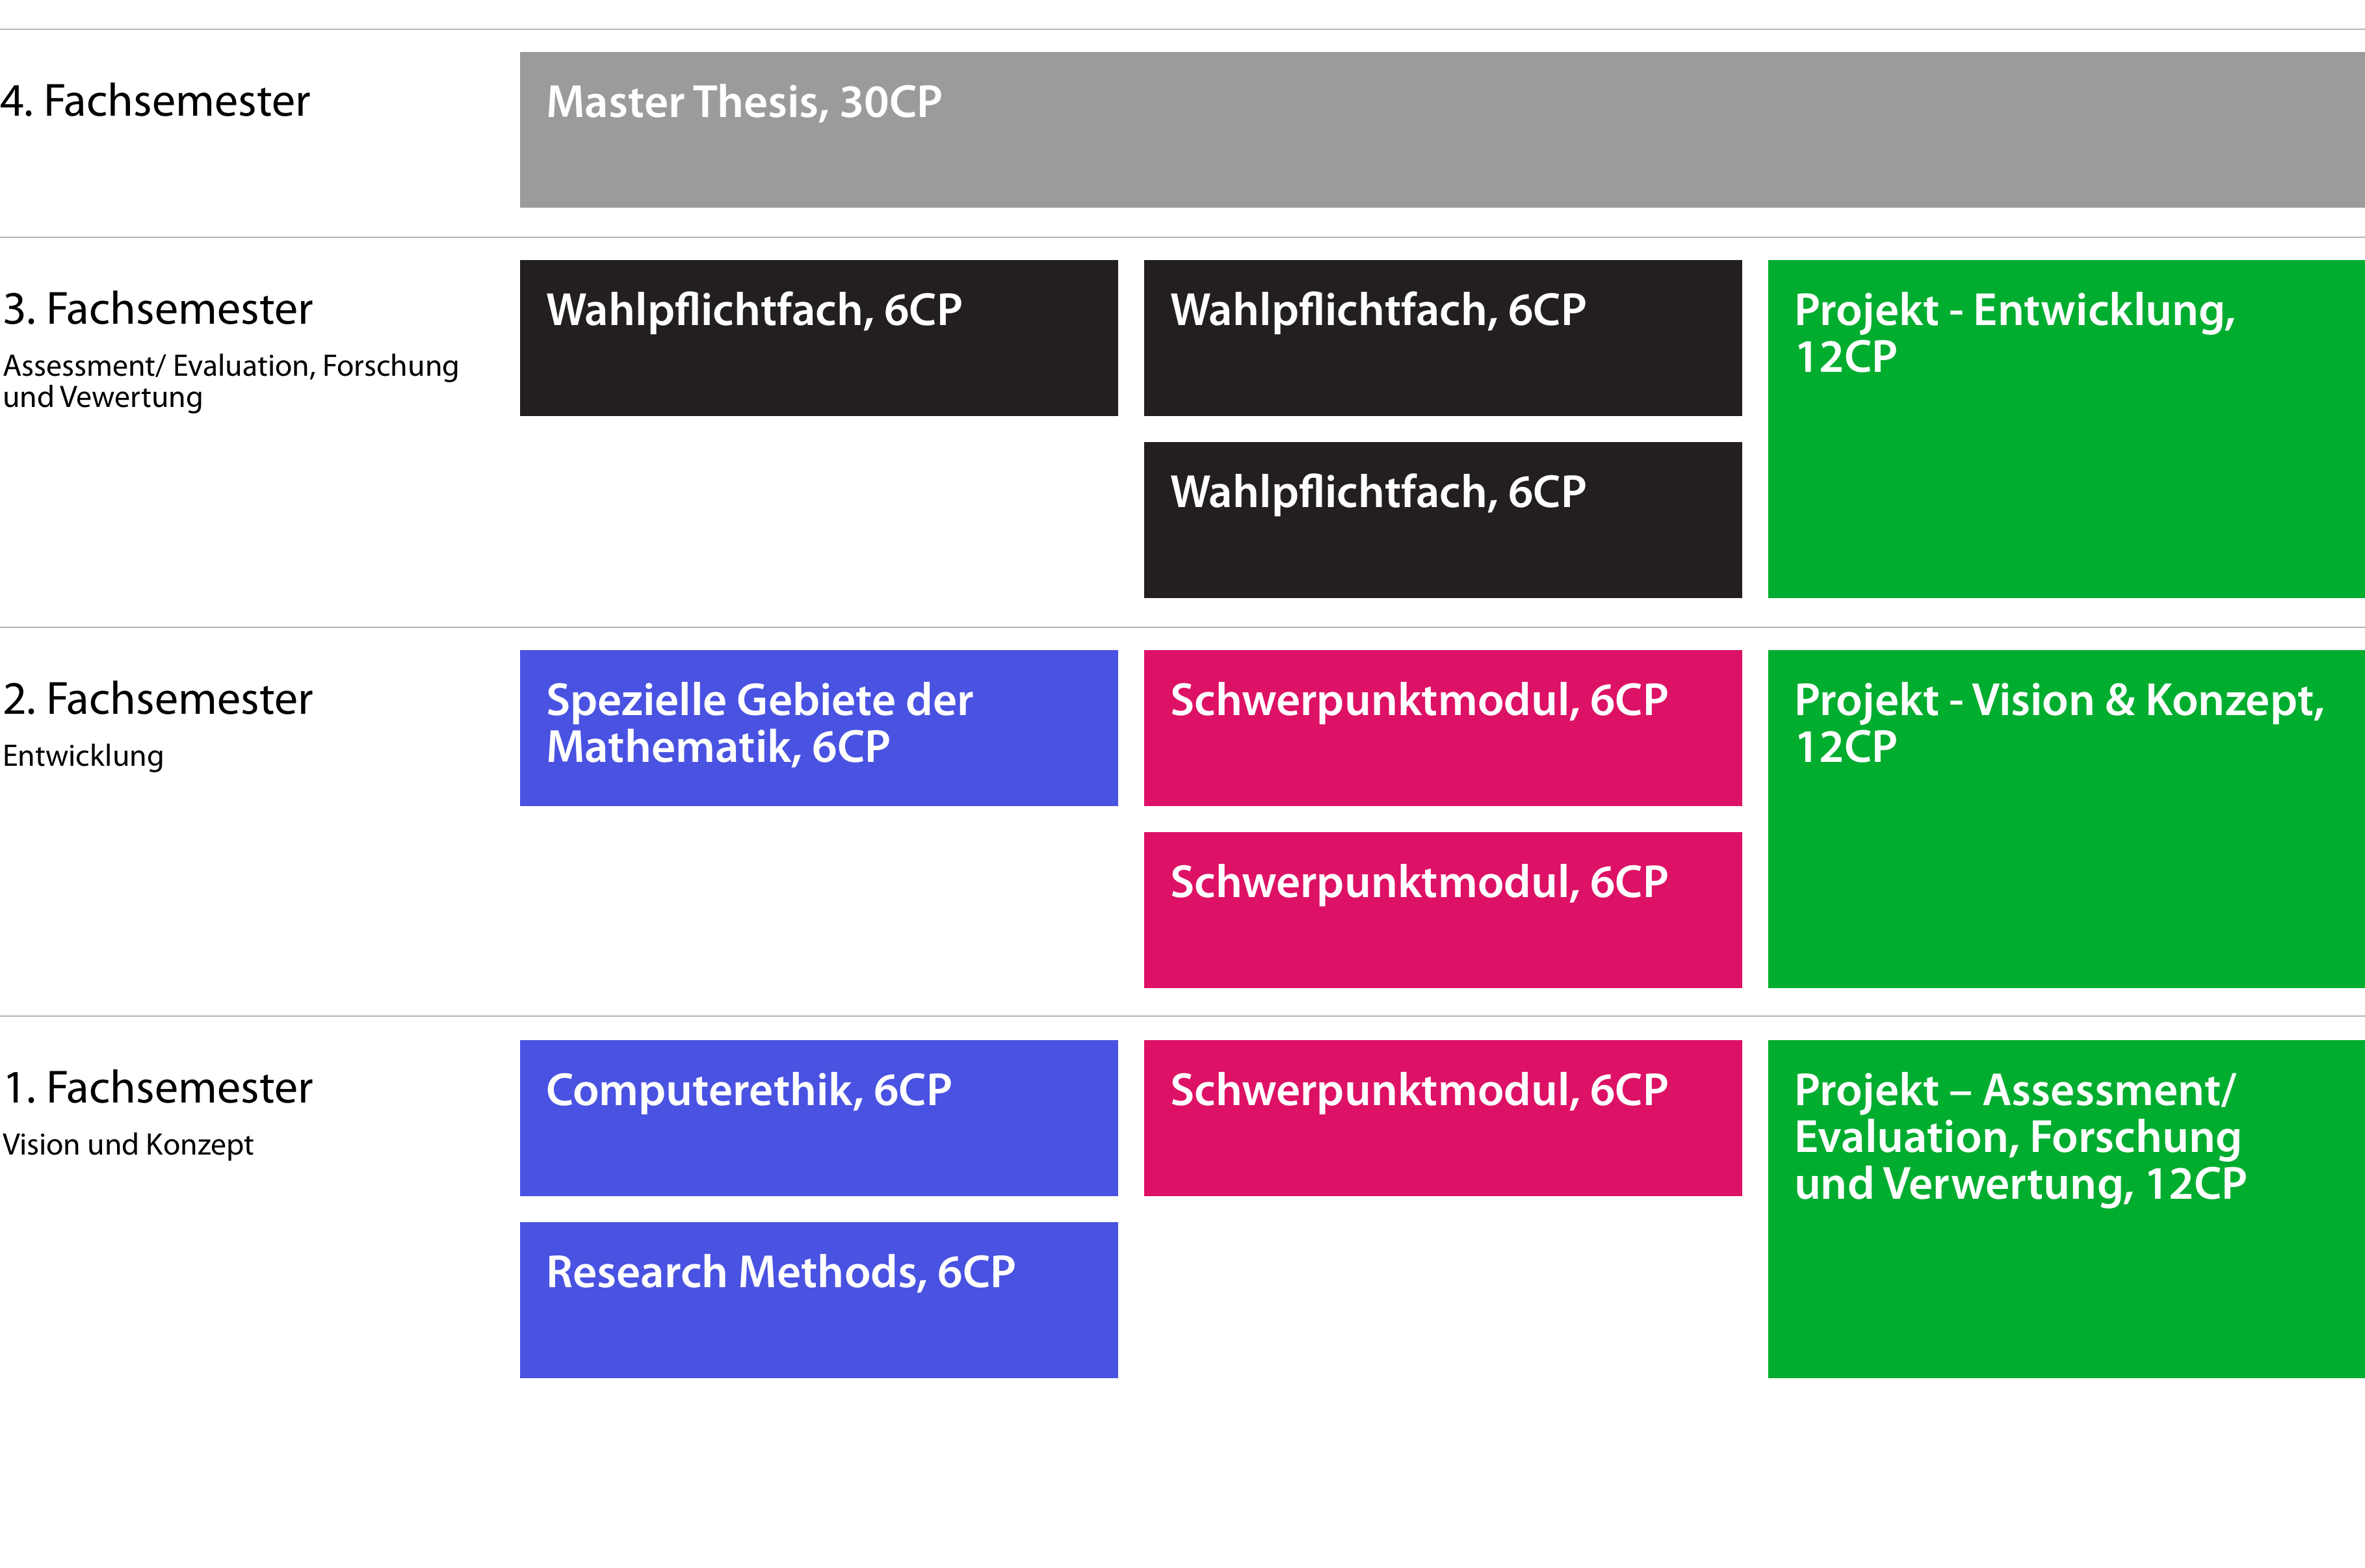 4. Fachsemester
Master Thesis, 30CP
3. Fachsemester
Assessment/ Evaluation, Forschung
und Vewertung
Wahlpflichtfach, 6CP
Wahlpflichtfach, 6CP
Wahlpflichtfach, 6CP
Projekt - Entwicklung,
12CP
2. Fachsemester
Entwicklung
Spezielle Gebiete der
Mathematik, 6CP
Schwerpunktmodul, 6CP
Schwerpunktmodul, 6CP
Projekt - Vision & Konzept,
12CP
1. Fachsemester
Vision und Konzept
Computerethik, 6CP
Research Methods, 6CP
Schwerpunktmodul, 6CP
Projekt – Assessment/
Evaluation, Forschung
und Verwertung, 12CP